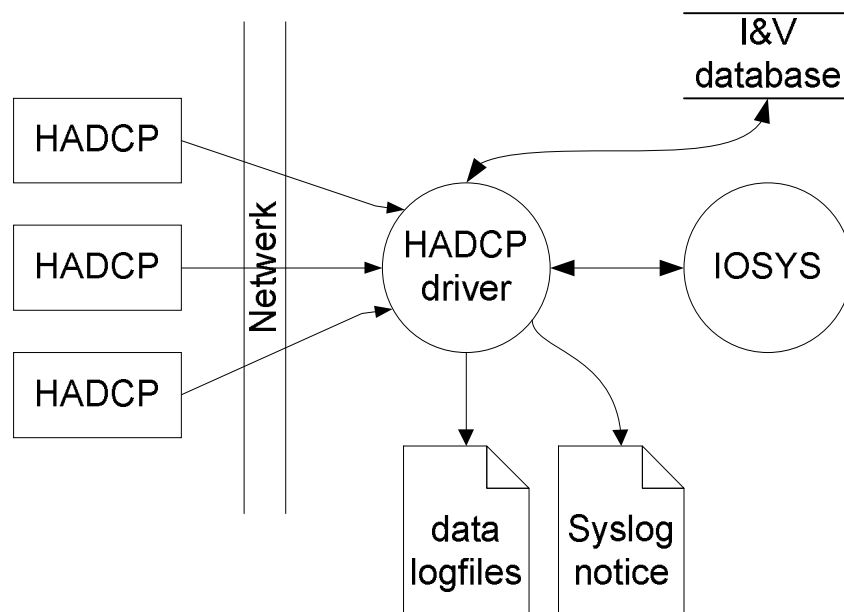 I&V
database
HADCP
HADCP
HADCP
Netwerk
HADCP
driver
IOSYS
data
logfiles
Syslog
notice